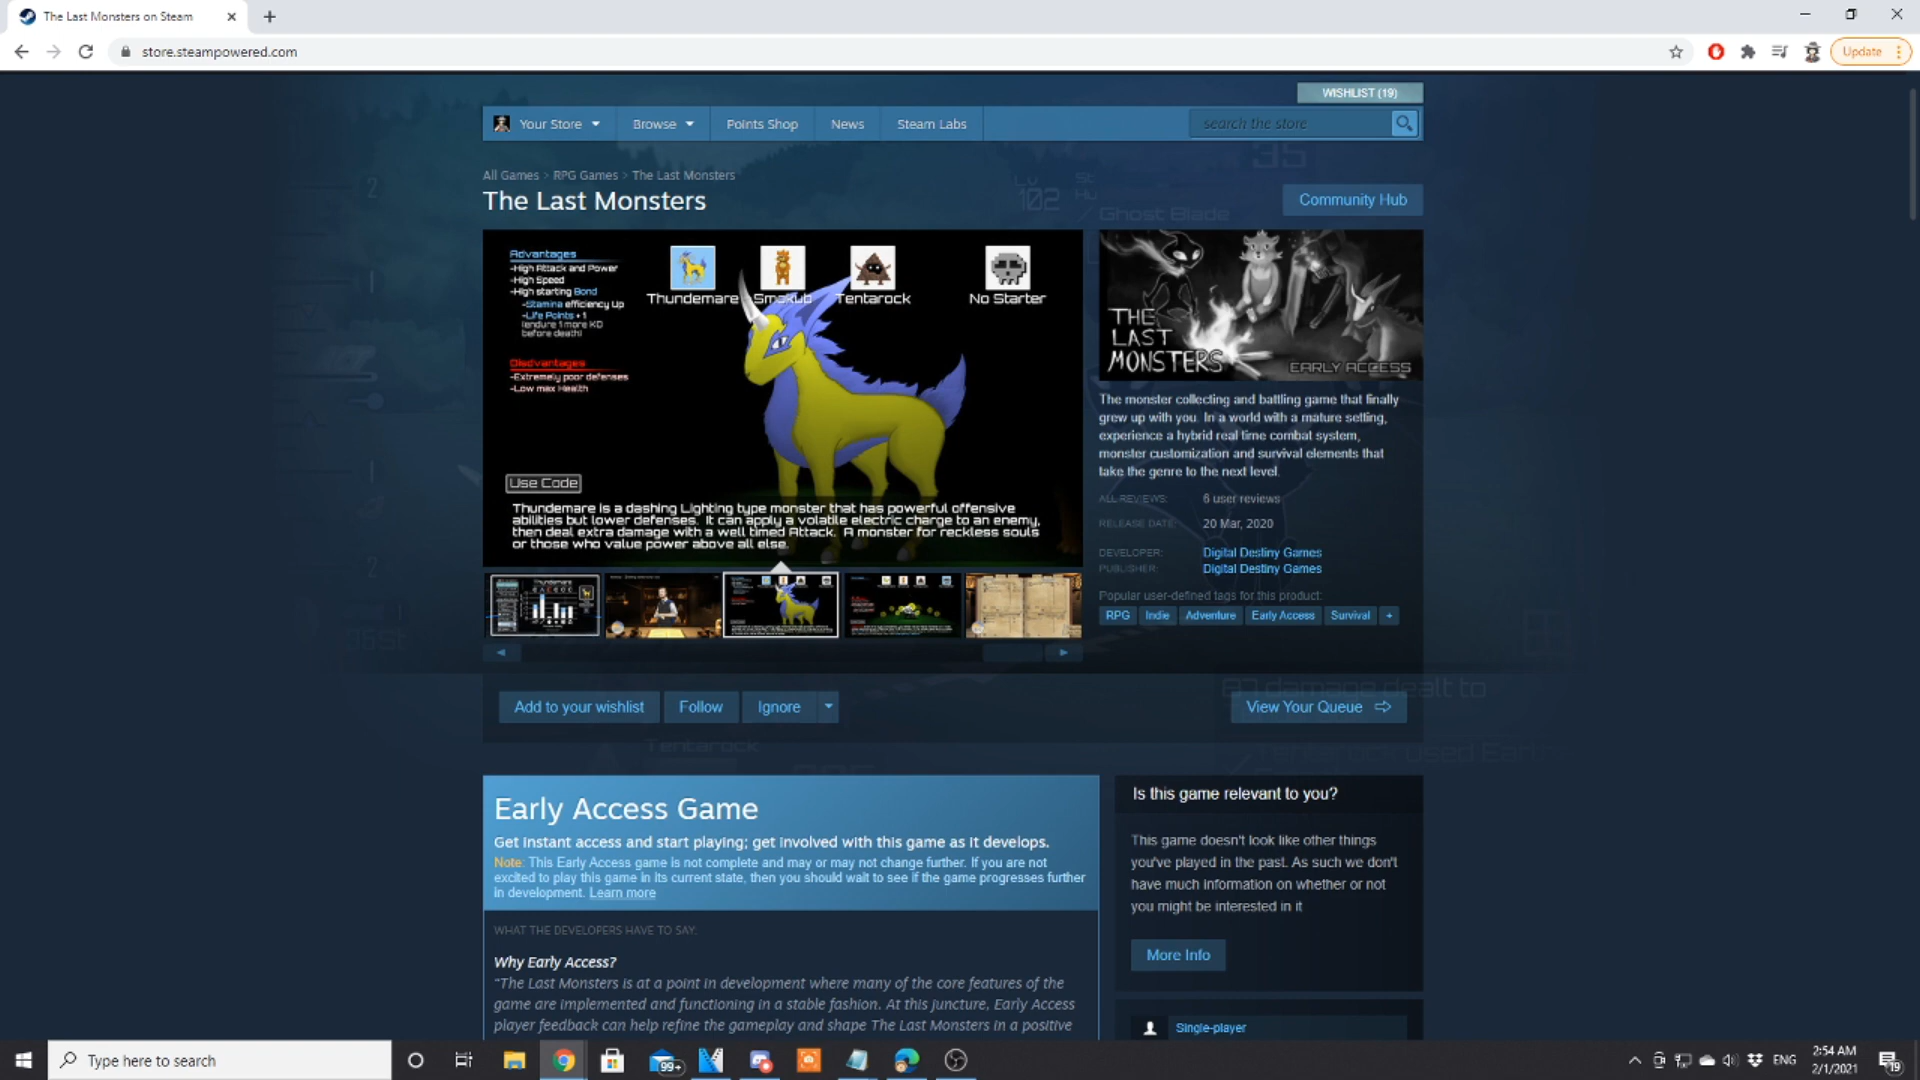 The Last Monsters on Steam
store.steampowered.com
Update
WISHLIST (19)
Your Store
Browse
Points Shop
News
Steam Labs
search the store
All Games > RPG Games > The Last Monsters
The Last Monsters
Community Hub
Advantages
-High Attack and Power
-High Speed
-High starting Bond
-Stamina efficiency Up
-Life Points +1
(endure 1 more KO
before death)
Disdvantages
-Extremely poor defenses
-Low max Health
Thundemare
Smokub
Tentarock
No Starter
Use Code
Thundemare is a dashing Lighting type monster that has powerful offensive
abilities but lower defenses. It can apply a volatile electric charge to an enemy,
then deal extra damage with a well timed Attack. A monster for reckless souls
or those who value power above all else.
THE
LAST
MONSTERS
EARLY ACCESS
The monster collecting and battling game that finally
grew up with you. In a world with a mature setting,
experience a hybrid real time combat system,
monster customization and survival elements that
take the genre to the next level.
ALL REVIEWS: 6 user reviews
RELEASE DATE: 20 Mar, 2020
DEVELOPER: Digital Destiny Games
PUBLISHER: Digital Destiny Games
Popular user-defined tags for this product:
RPG Indie Adventure Early Access Survival +
Add to your wishlist
Follow
Ignore
View Your Queue
Ghost Blade
102
35
damage dealt to
Tentarock
Early Access Game
Get instant access and start playing; get involved with this game as it develops.
Note: This Early Access game is not complete and may or may not change further. If you are not
excited to play this game in its current state, then you should wait to see if the game progresses further
in development. Learn more
WHAT THE DEVELOPERS HAVE TO SAY:
Why Early Access?
"The Last Monsters is at a point in development where many of the core features of the
game are implemented and functioning in a stable fashion. At this juncture, Early Access
player feedback can help refine the gameplay and shape The Last Monsters in a positive
Is this game relevant to you?
This game doesn't look like other things
you've played in the past. As such we don't
have much information on whether or not
you might be interested in it
More Info
Single-player
Type here to search
99+
ENG
2:54 AM
2/1/2021
19